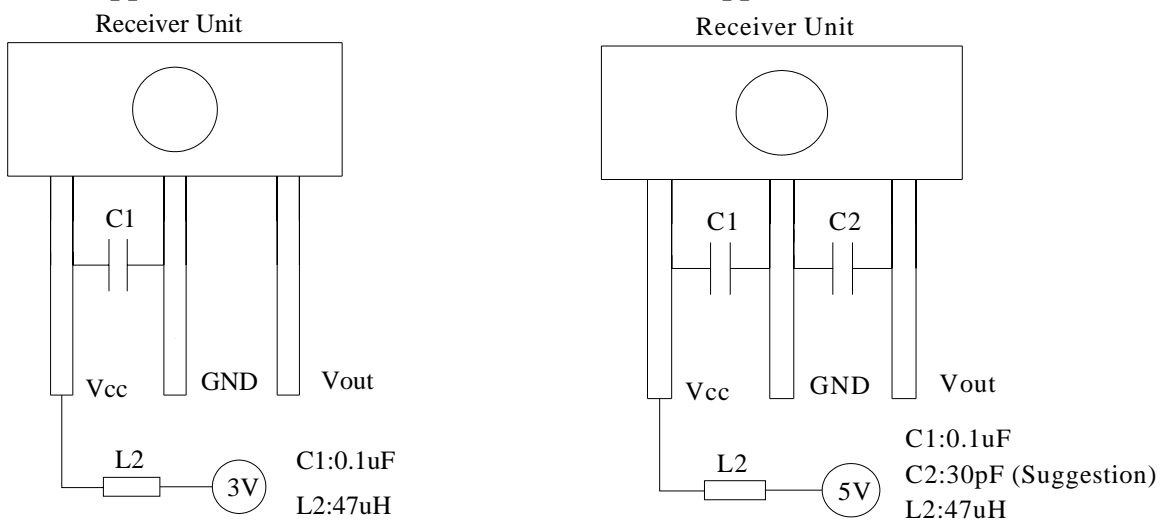 Receiver Unit
C1
Vcc
GND
Vout
L2
3V
C1:0.1uF
L2:47uH
Receiver Unit
C1
C2
Vcc
GND
Vout
L2
5V
C1:0.1uF
C2:30pF (Suggestion)
L2:47uH